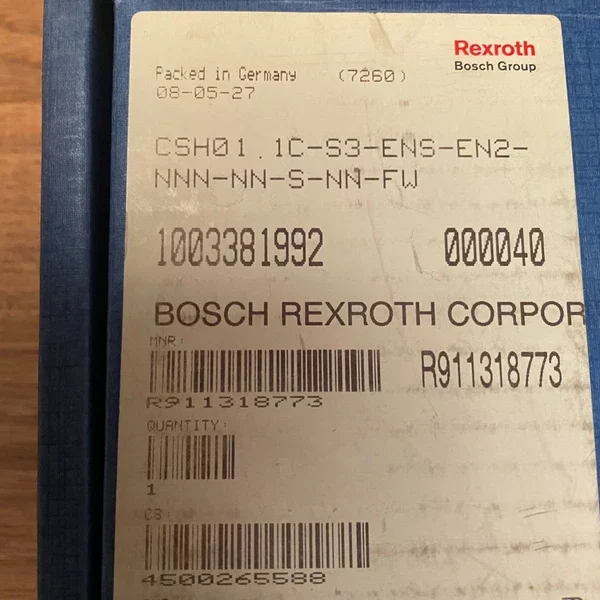 Rexroth
Bosch Group
Packed in Germany (7260)
08-05-27
CSH01.1C-S3-ENS-EN2-
NNN-NN-S-NN-FW
1003381992 000040
BOSCH REXROTH CORPOR
MNR:
R911318773
R911318773
QUANTITY:
1
CB:
4500265588